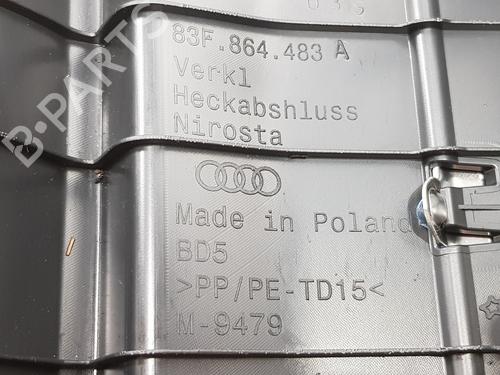 83F.864.483 A
Verkl
Heckabshluss
Nirosta
Made in Poland
BD5
>PP/PE-TD15<
M-9479
B-PARTS